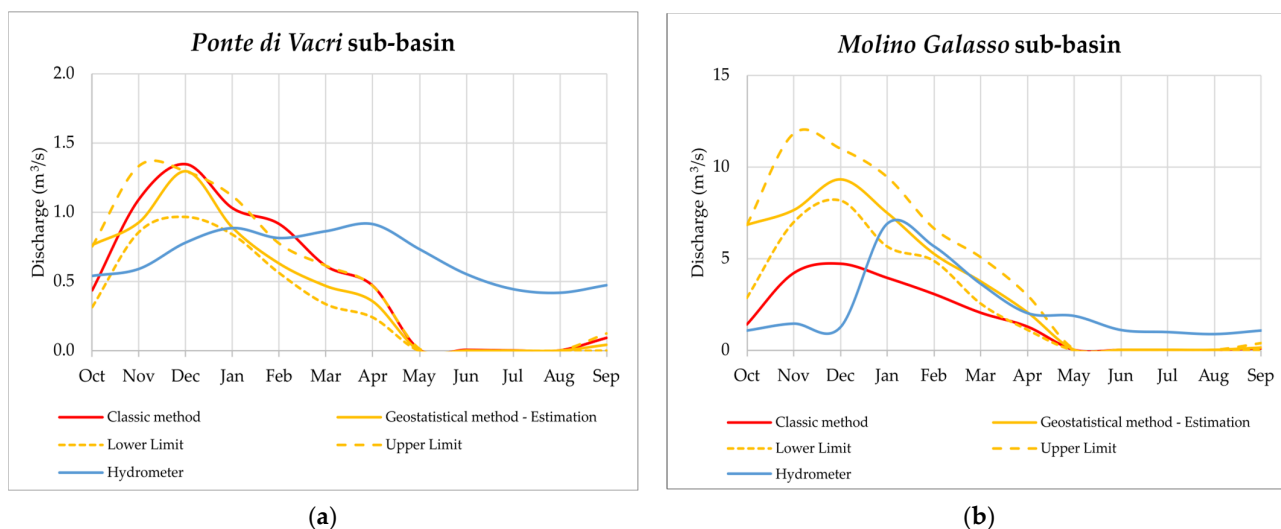 Ponte di Vacri sub-basin
Discharge (m³/s)
2.0
1.5
1.0
0.5
0.0
Oct Nov Dec Jan Feb Mar Apr May Jun Jul Aug Sep
Classic method
Geostatistical method - Estimation
Lower Limit
Upper Limit
Hydrometer
(a)
Molino Galasso sub-basin
Discharge (m³/s)
15
10
5
0
Oct Nov Dec Jan Feb Mar Apr May Jun Jul Aug Sep
Classic method
Geostatistical method - Estimation
Lower Limit
Upper Limit
Hydrometer
(b)